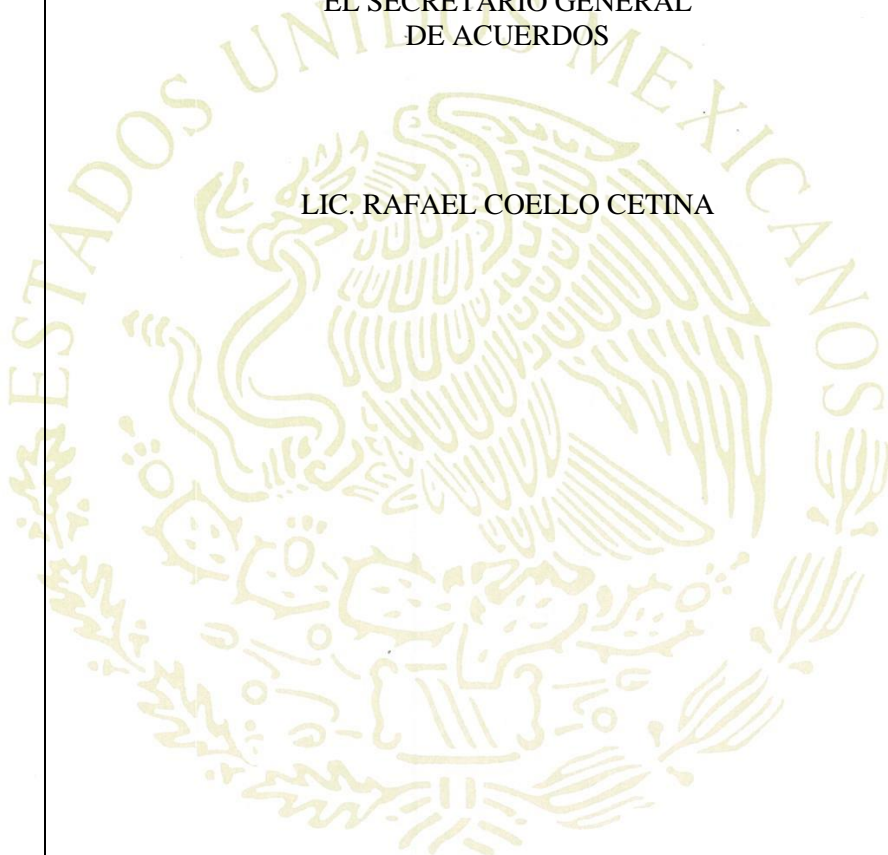 EL SECRETARIO GENERAL
DE ACUERDOS
LIC. RAFAEL COELLO CETINA
ESTADOS UNIDOS MEXICANOS